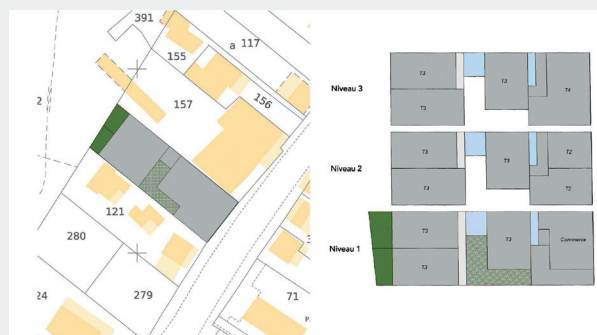 391
117
a
155
2
157
156
121
280
24
279
71
Niveau 3
T3
T3
T3
T4
Niveau 2
T3
T3
T3
T2
T2
Niveau 1
T3
T3
T3
Commerce